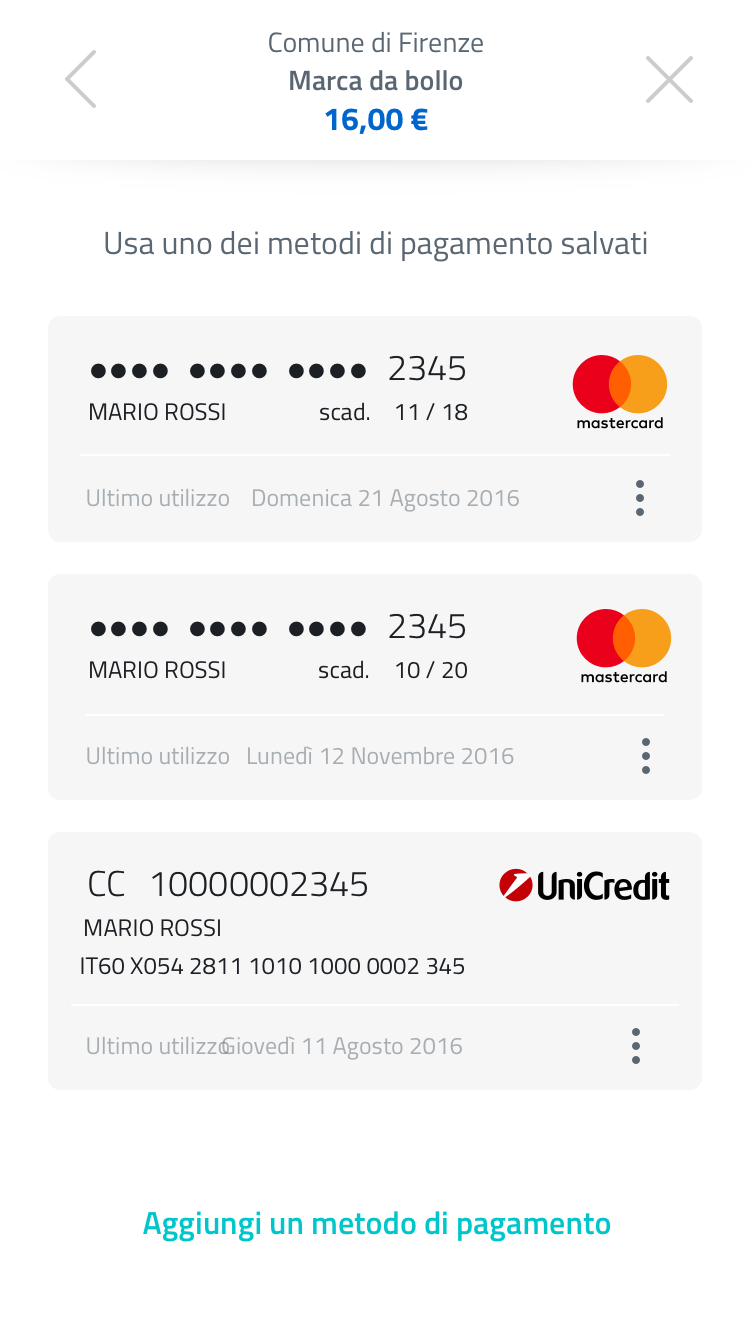 Comune di Firenze
Marca da bollo
16,00 €
Usa uno dei metodi di pagamento salvati
•••• •••• •••• 2345
MARIO ROSSI scad. 11 / 18
mastercard
Ultimo utilizzo Domenica 21 Agosto 2016
•••• •••• •••• 2345
MARIO ROSSI scad. 10 / 20
mastercard
Ultimo utilizzo Lunedì 12 Novembre 2016
CC 10000002345 UniCredit
MARIO ROSSI
IT60 X054 2811 1010 1000 0002 345
Ultimo utilizzo Giovedì 11 Agosto 2016
Aggiungi un metodo di pagamento